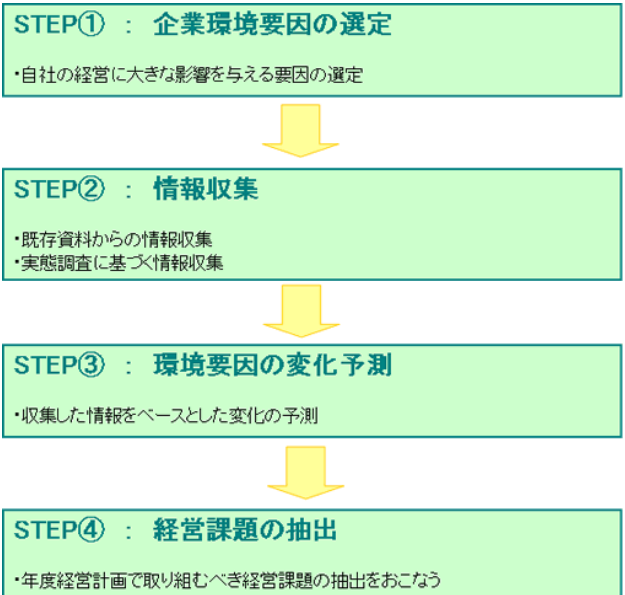 STEP① ： 企業環境要因の選定
・自社の経営に大きな影響を与える要因の選定
STEP② ： 情報収集
・既存資料からの情報収集
・実態調査に基づく情報収集
STEP③ ： 環境要因の変化予測
・収集した情報をベースとした変化の予測
STEP④ ： 経営課題の抽出
・年度経営計画で取り組むべき経営課題の抽出をおこなう